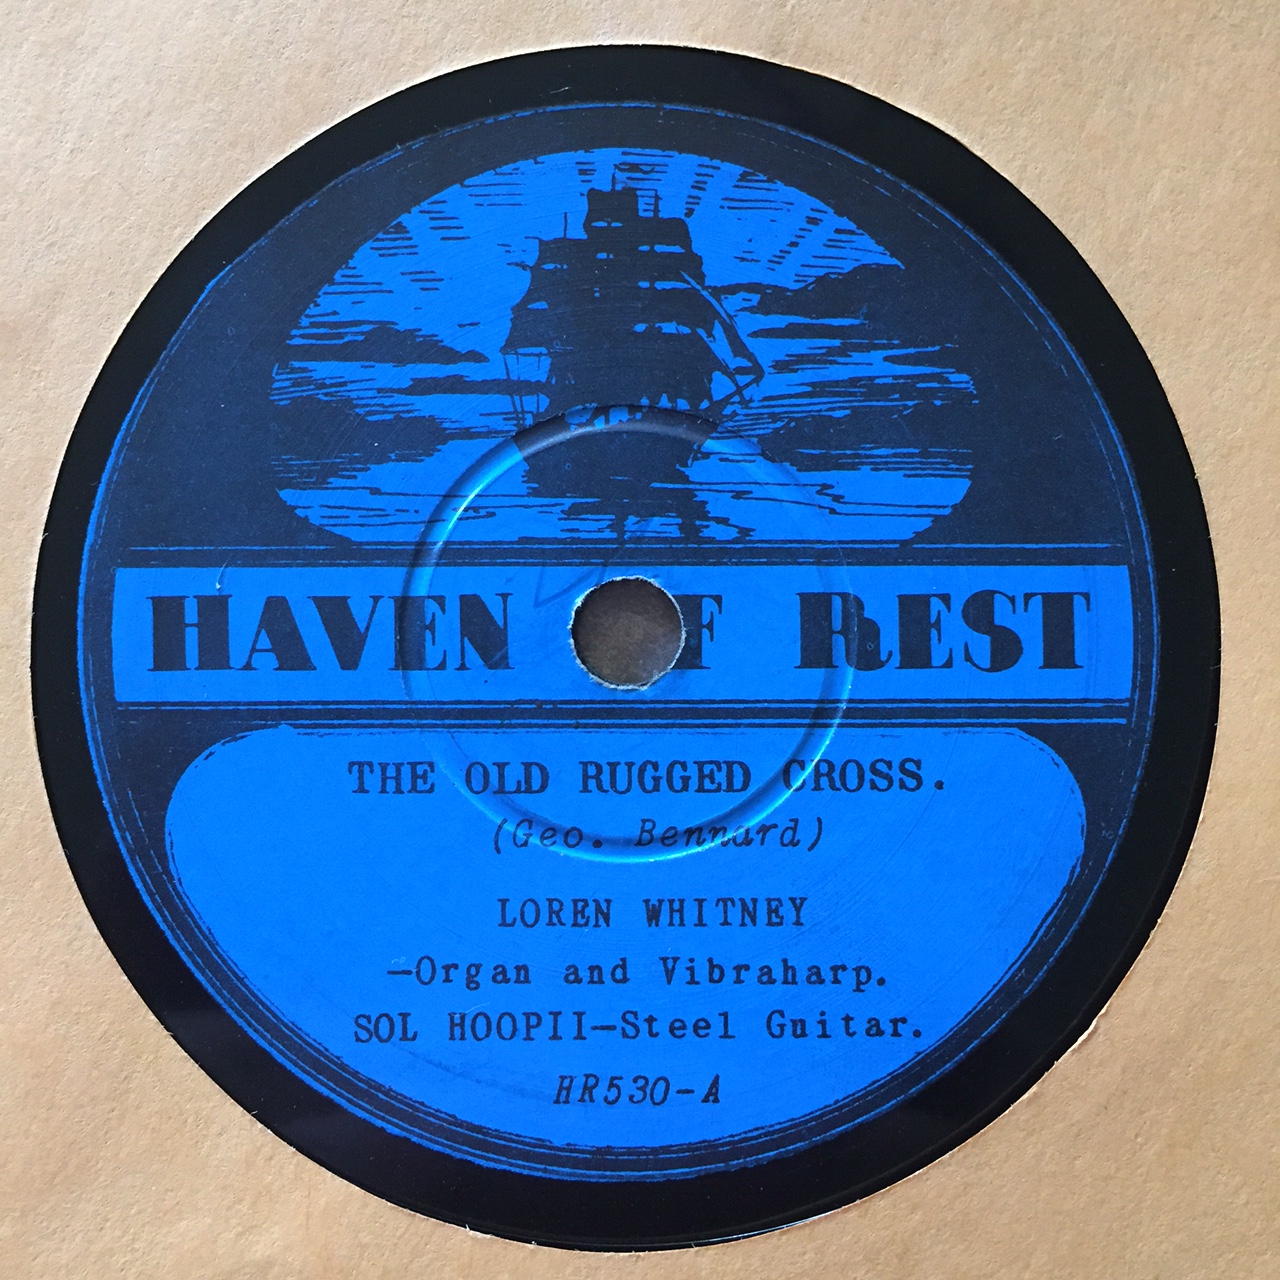 HAVEN F REST
THE OLD RUGGED CROSS.
(Geo. Bennard)
LOREN WHITNEY
—Organ and Vibraharp.
SOL HOOPII—Steel Guitar.
HR530-A